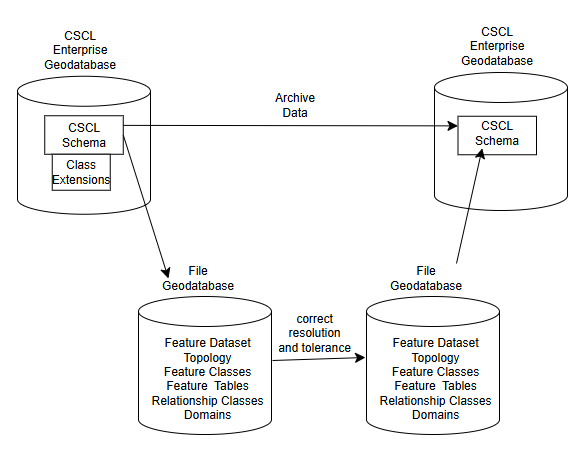 CSCL
Enterprise
Geodatabase
CSCL
Enterprise
Geodatabase
Archive
Data
CSCL
Schema
Class
Extensions
CSCL
Schema
File
Geodatabase
File
Geodatabase
correct
resolution
and tolerance
Feature Dataset
Topology
Feature Classes
Feature  Tables
Relationship Classes
Domains
Feature Dataset
Topology
Feature Classes
Feature  Tables
Relationship Classes
Domains